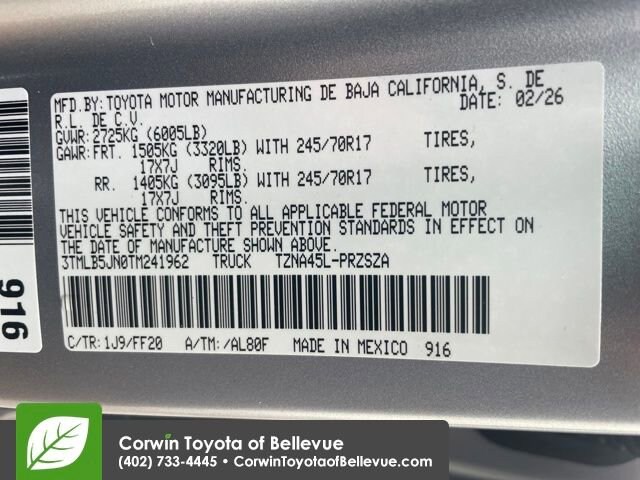 MFD.BY: TOYOTA MOTOR MANUFACTURING DE BAJA CALIFORNIA, S. DE
R.L. DE C.V. DATE: 02/26
GVWR: 2725KG (6005LB)
GAWR: FRT. 1505KG (3320LB) WITH 245/70R17 TIRES,
17X7J RIMS.
RR. 1405KG (3095LB) WITH 245/70R17 TIRES,
17X7J RIMS.
THIS VEHICLE CONFORMS TO ALL APPLICABLE FEDERAL MOTOR
VEHICLE SAFETY AND THEFT PREVENTION STANDARDS IN EFFECT ON
THE DATE OF MANUFACTURE SHOWN ABOVE.
3TMLB5JN0TM241962 TRUCK TZNA45L-PRZSZA
C/TR: 1J9/FF20 A/TM: /AL80F MADE IN MEXICO 916
916
Corwin Toyota of Bellevue
(402) 733-4445 • CorwinToyotaofBellevue.com